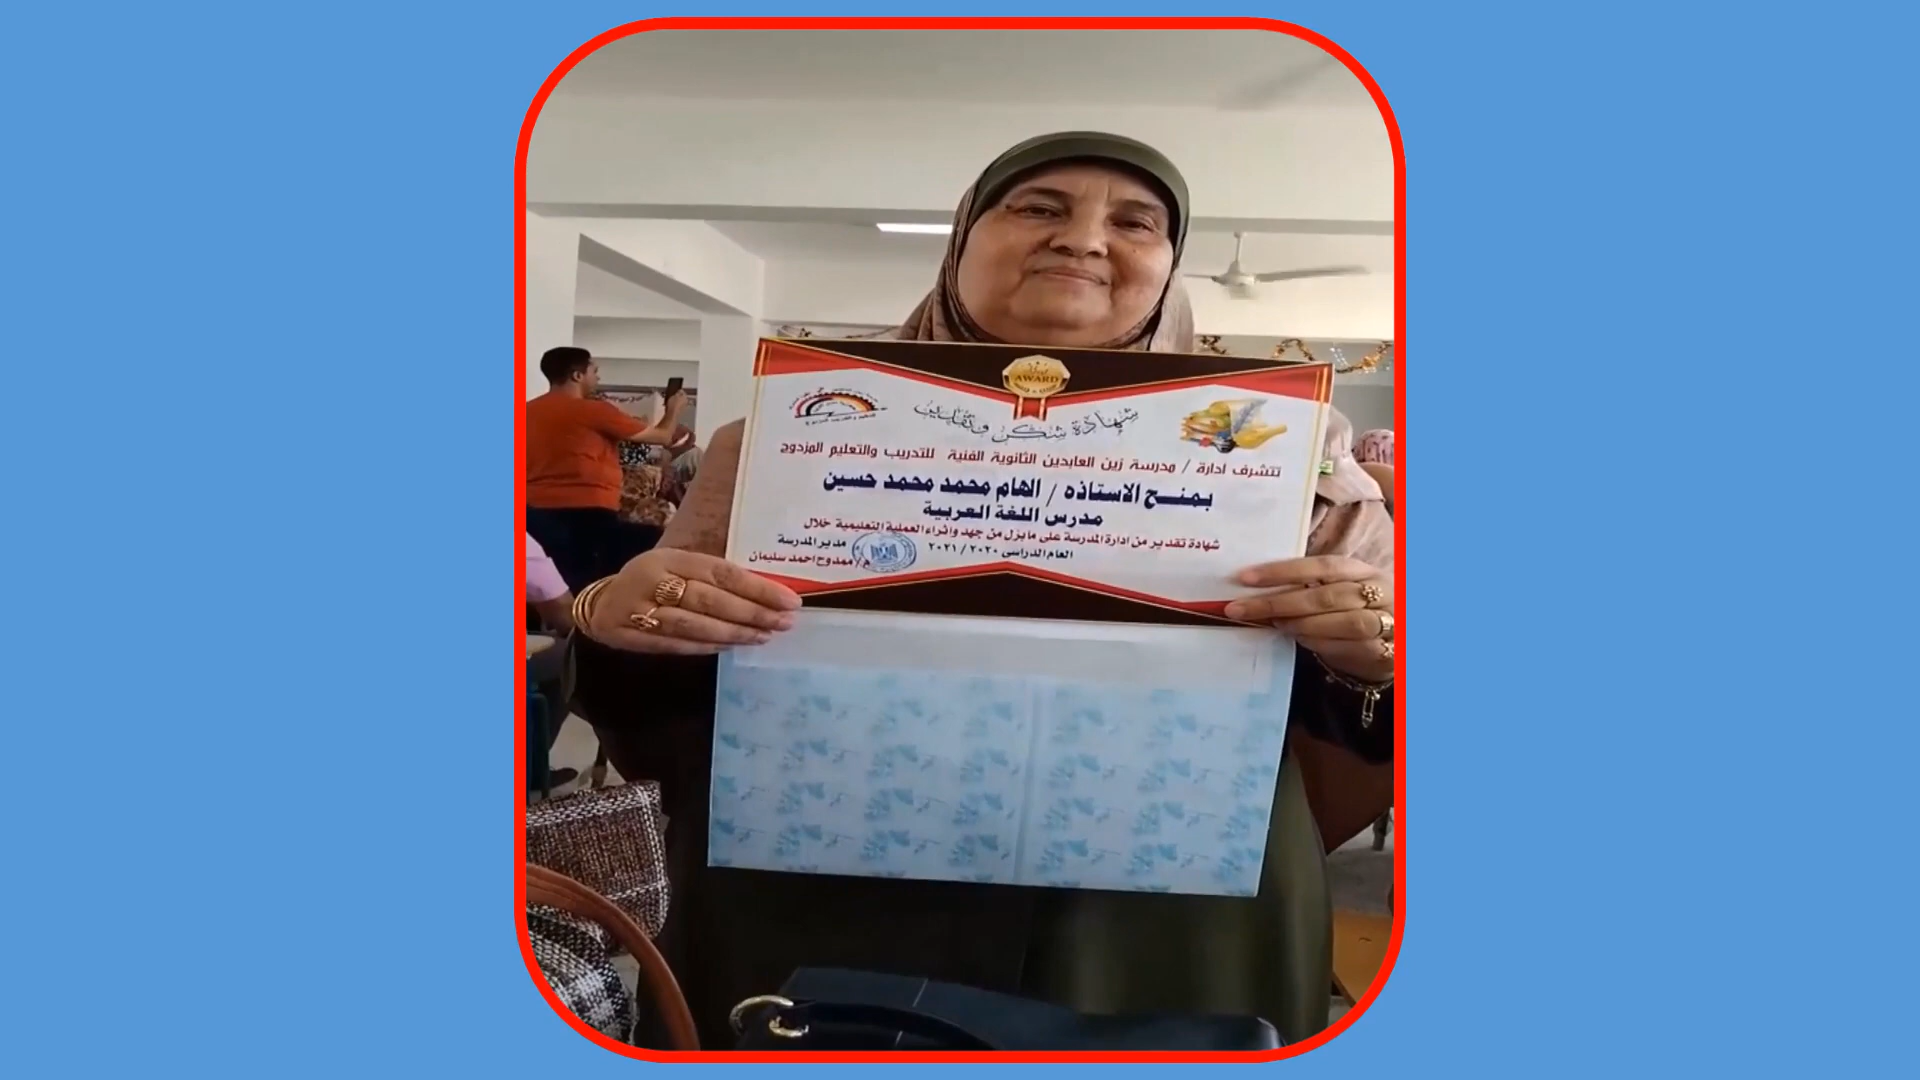 AWARD
شهادة شكر وتقدير
تتشرف ادارة / مدرسة زين العابدين الثانوية الفنية للتدريب والتعليم المزدوج
بمنح الاستاذه / الهام محمد محمد حسين
مدرس اللغة العربية
شهادة تقدير من ادارة المدرسة على مابزل من جهد واثراء العملية التعليمية خلال
العام الدراسى ٢٠٢٠ / ٢٠٢١
مدير المدرسة
م / ممدوح احمد سليمان